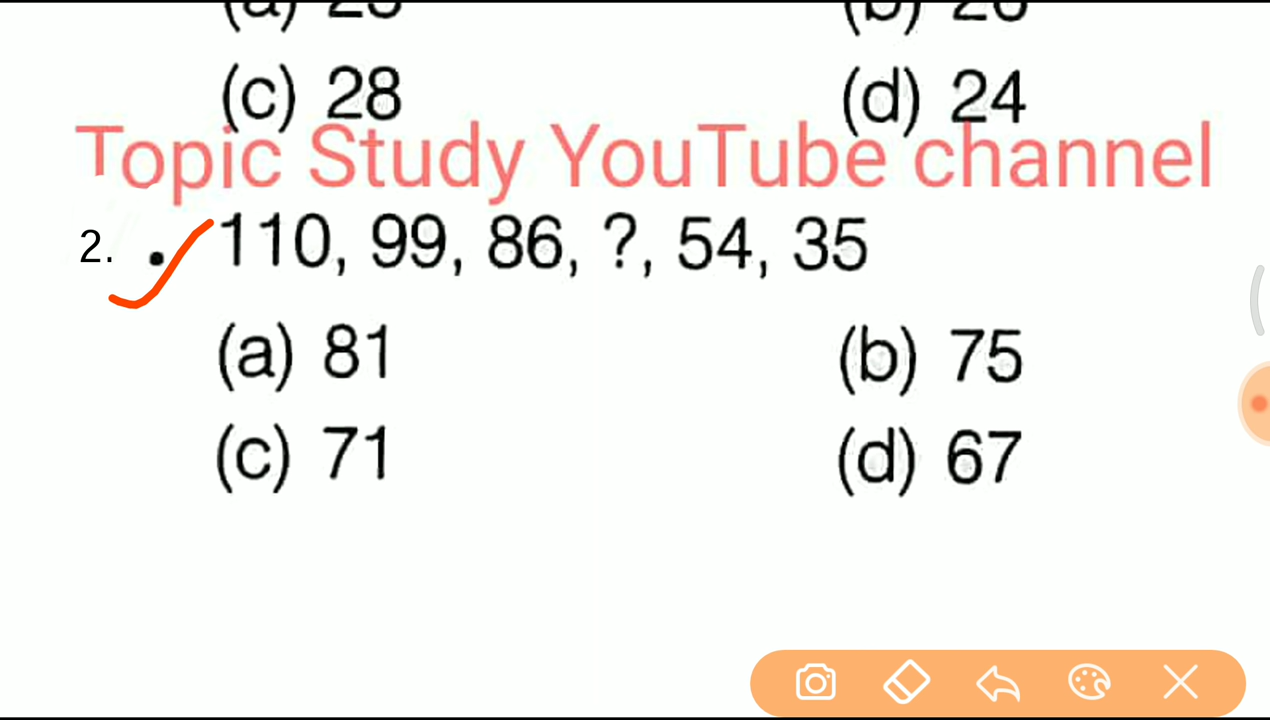 (c) 28 (d) 24
Topic Study YouTube channel
2. . 110, 99, 86, ?, 54, 35
(a) 81 (b) 75
(c) 71 (d) 67